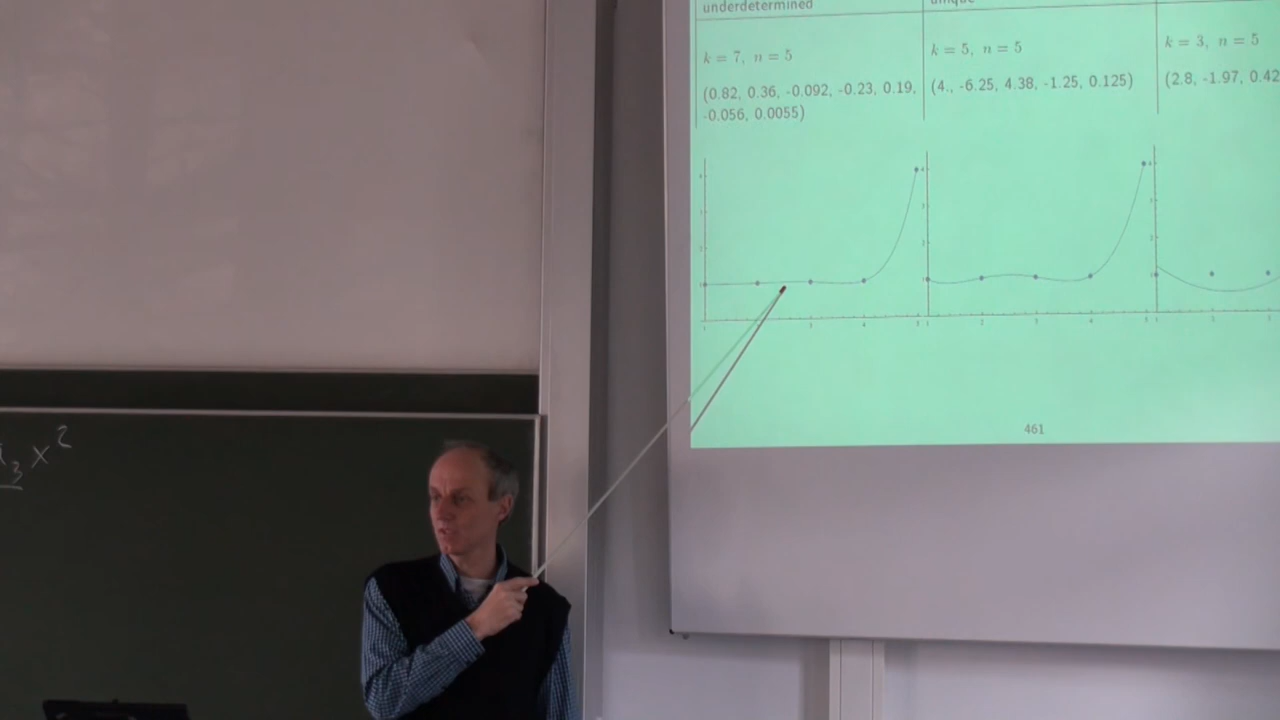 underdetermined
unique
k = 7, n = 5
k = 5, n = 5
k = 3, n = 5
(0.82, 0.36, -0.092, -0.23, 0.19,
-0.056, 0.0055)
(4., -6.25, 4.38, -1.25, 0.125)
(2.8, -1.97, 0.42
461
3 x²